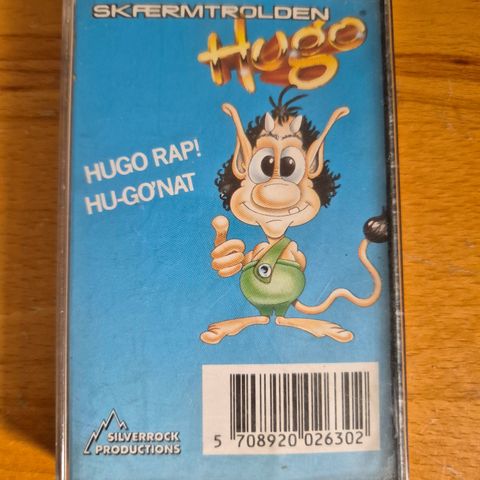 SKÆRMTROLDEN
Hugo
HUGO RAP!
HU-GO'NAT
SILVERROCK
PRODUCTIONS
5 708920 026302